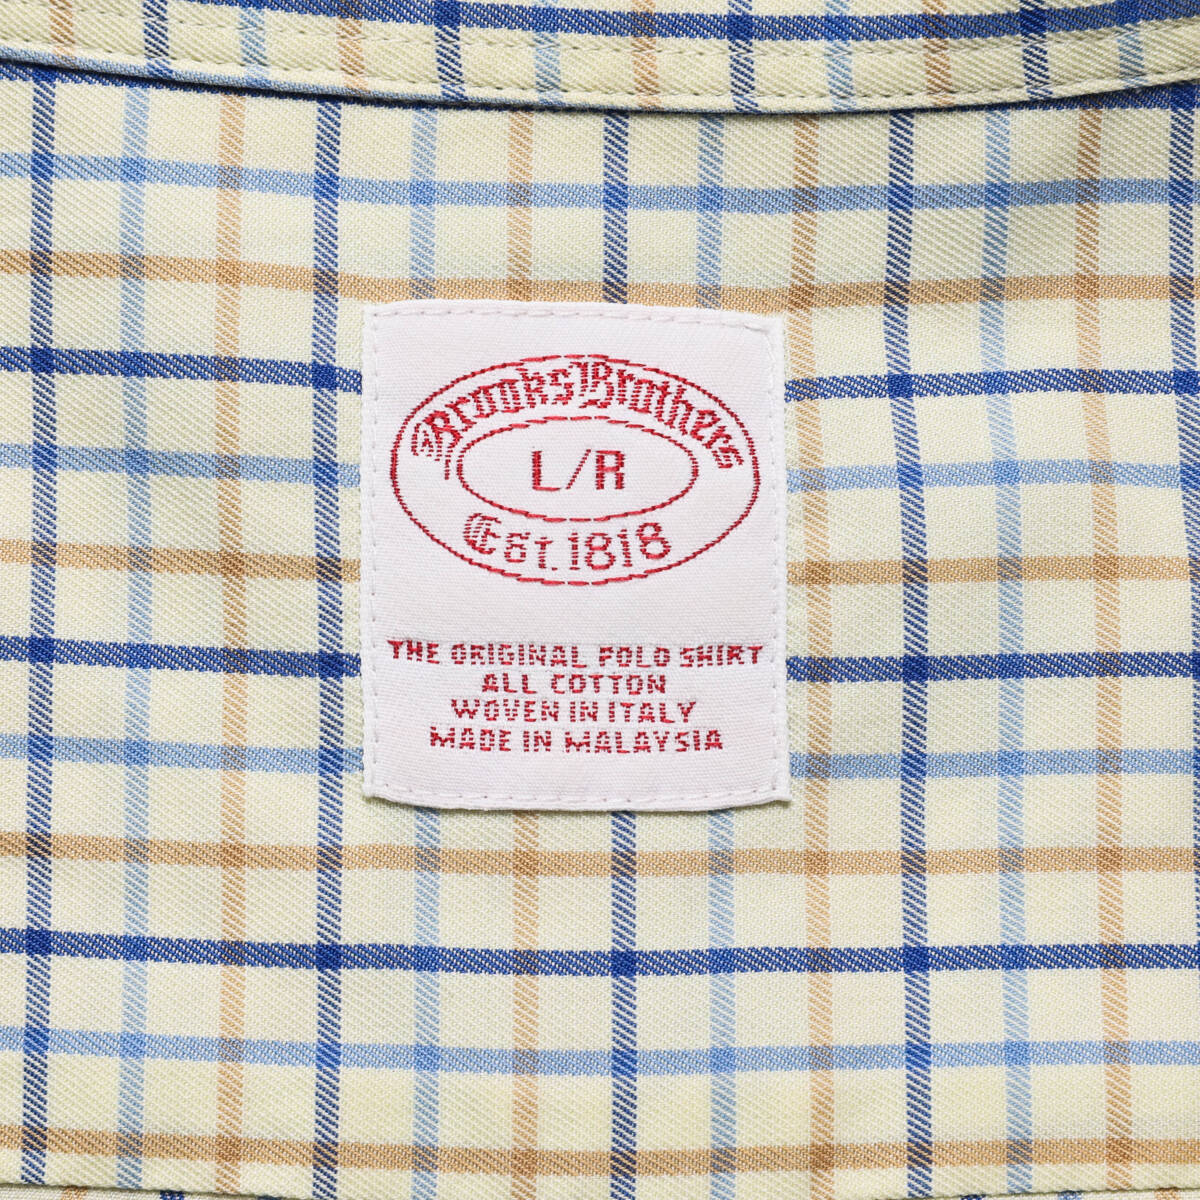 Brooks Brothers
L/R
Est. 1818
THE ORIGINAL POLO SHIRT
ALL COTTON
WOVEN IN ITALY
MADE IN MALAYSIA